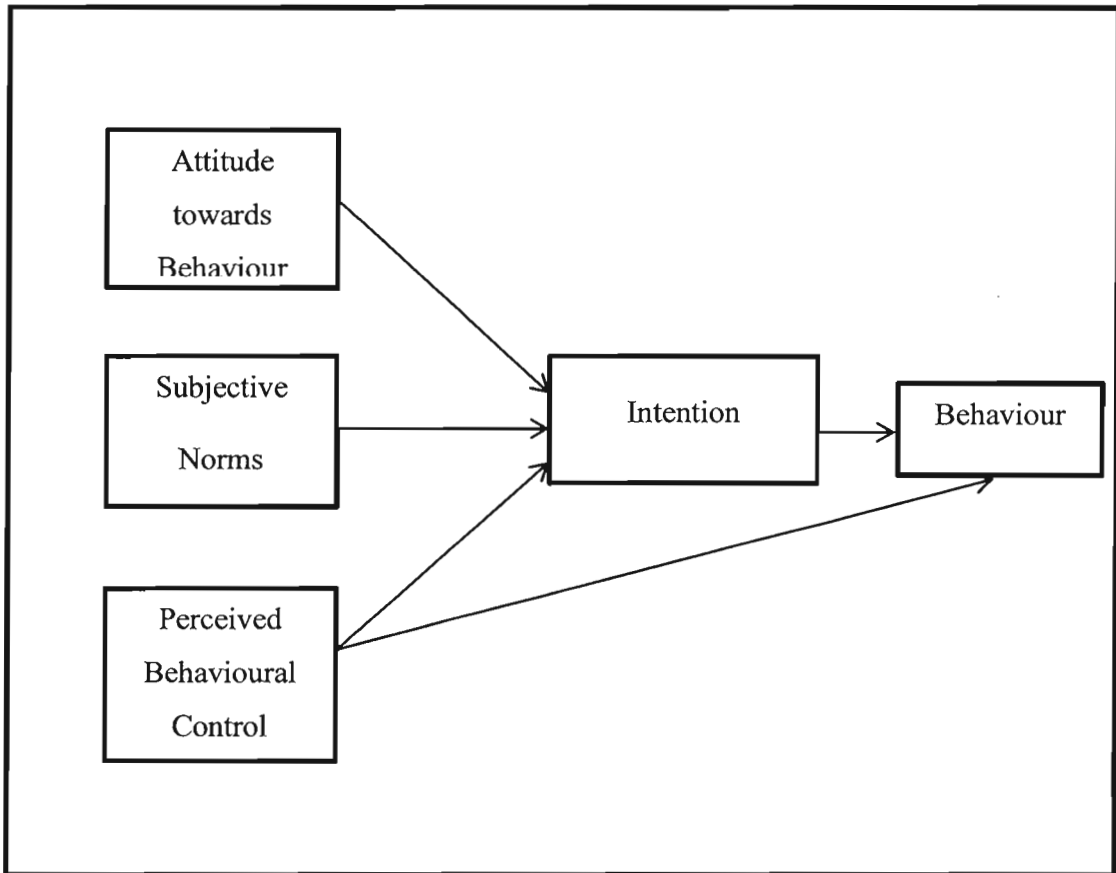 Attitude
towards
Behaviour
Subjective
Norms
Intention
Behaviour
Perceived
Behavioural
Control